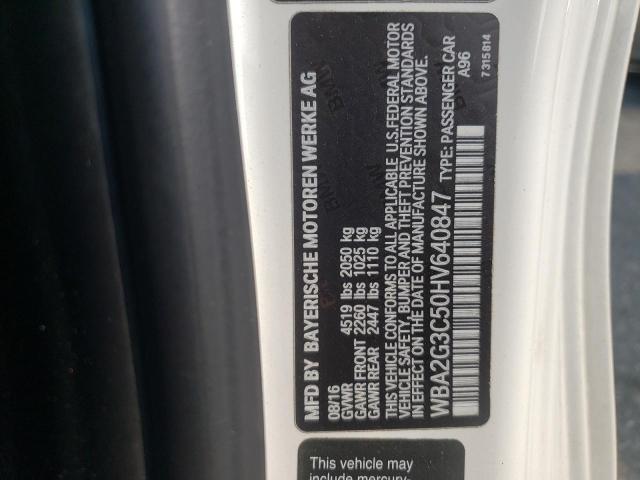 MFD BY BAYERISCHE MOTOREN WERKE AG
08/16
GVWR 4519 lbs 2050 kg
GAWR FRONT 2260 lbs 1025 kg
GAWR REAR 2447 lbs 1110 kg
THIS VEHICLE CONFORMS TO ALL APPLICABLE U.S.FEDERAL MOTOR
VEHICLE SAFETY, BUMPER AND THEFT PREVENTION STANDARDS
IN EFFECT ON THE DATE OF MANUFACTURE SHOWN ABOVE.
WBA2G3C50HV640847 TYPE: PASSENGER CAR
A96
7315814
This vehicle may
include mercury-